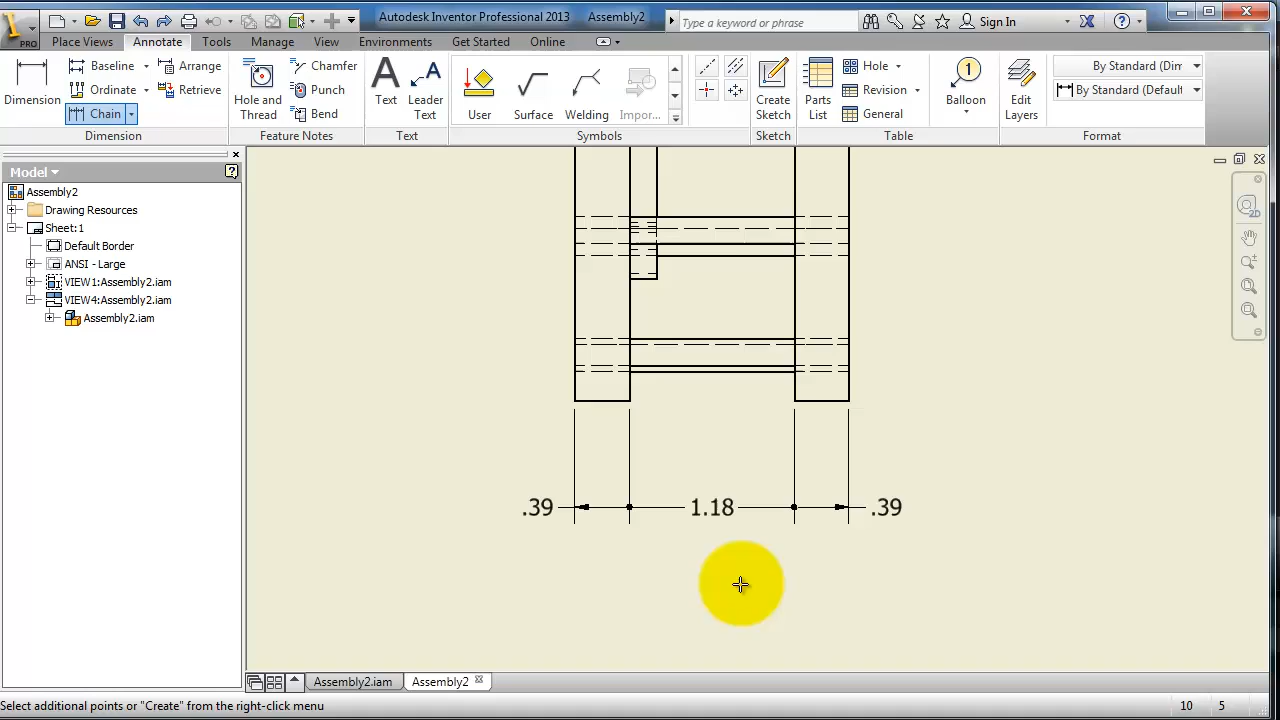 Autodesk Inventor Professional 2013 Assembly2
Type a keyword or phrase
Sign In
PRO
Place Views Annotate Tools Manage View Environments Get Started Online
Dimension
Baseline
Ordinate
Chain
Arrange
Retrieve
Dimension
Hole and Thread
Chamfer
Punch
Bend
Feature Notes
Text
Leader Text
Text
User
Surface
Welding
Impor...
Symbols
Create Sketch
Sketch
Parts List
Hole
Revision
General
Balloon
Table
Edit Layers
By Standard (Dim
By Standard (Default
Format
Model
Assembly2
Drawing Resources
Sheet:1
Default Border
ANSI - Large
VIEW1:Assembly2.iam
VIEW4:Assembly2.iam
Assembly2.iam
2D
.39 1.18 .39
Assembly2.iam Assembly2
Select additional points or "Create" from the right-click menu 10 5